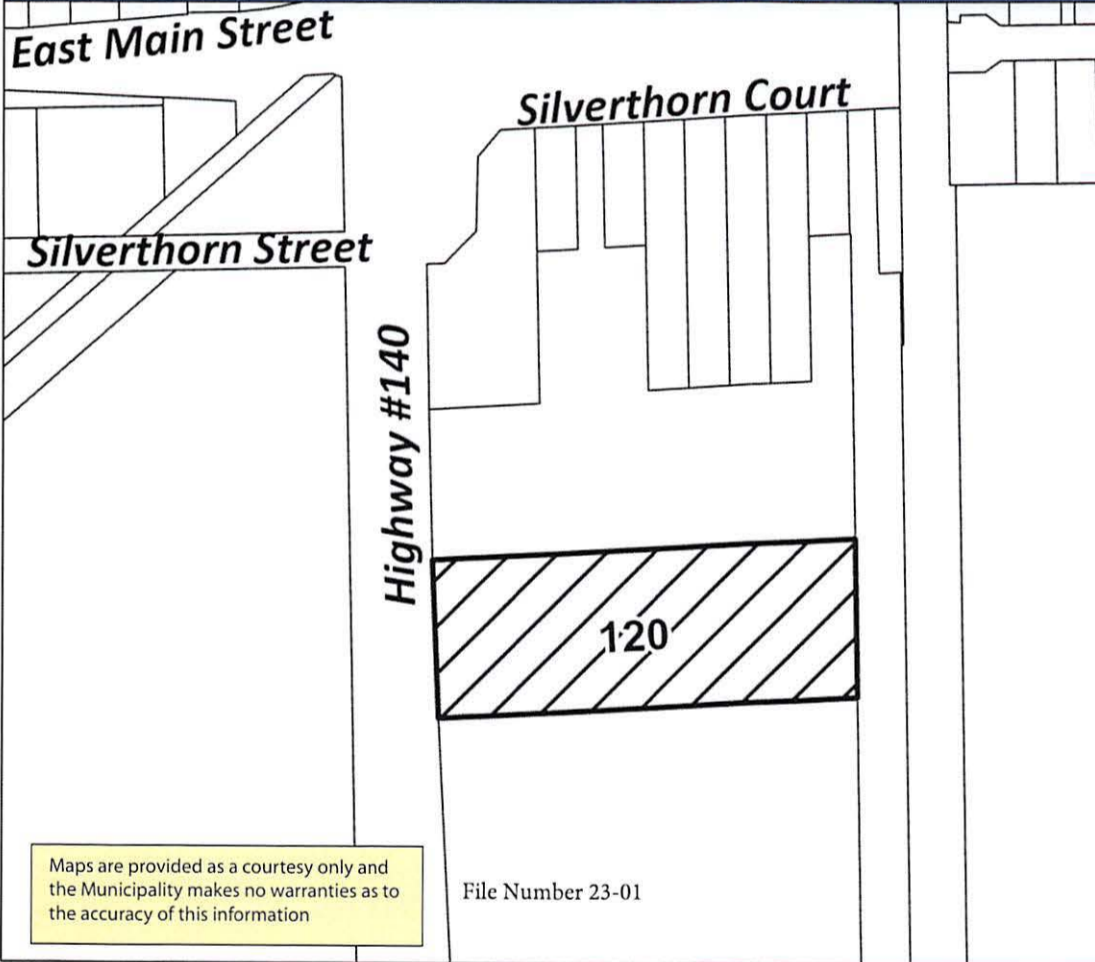 East Main Street
Silverthorn Court
Silverthorn Street
Highway #140
120
Maps are provided as a courtesy only and
the Municipality makes no warranties as to
the accuracy of this information
File Number 23-01